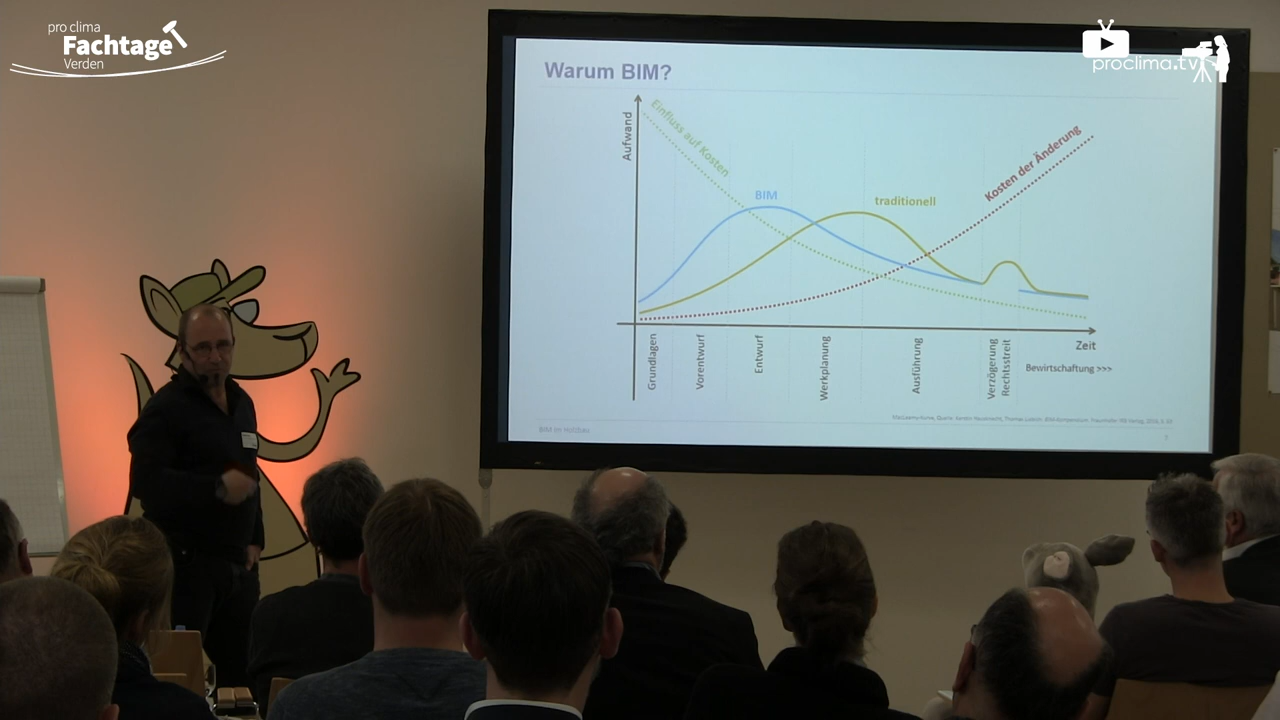 pro clima
Fachtage
Verden
proclima.tv
Warum BIM?
Aufwand
Einfluss auf Kosten
BIM
traditionell
Kosten der Änderung
Zeit
Grundlagen
Vorentwurf
Entwurf
Werkplanung
Ausführung
Verzögerung
Rechtsstreit
Bewirtschaftung >>>
BIM im Holzbau